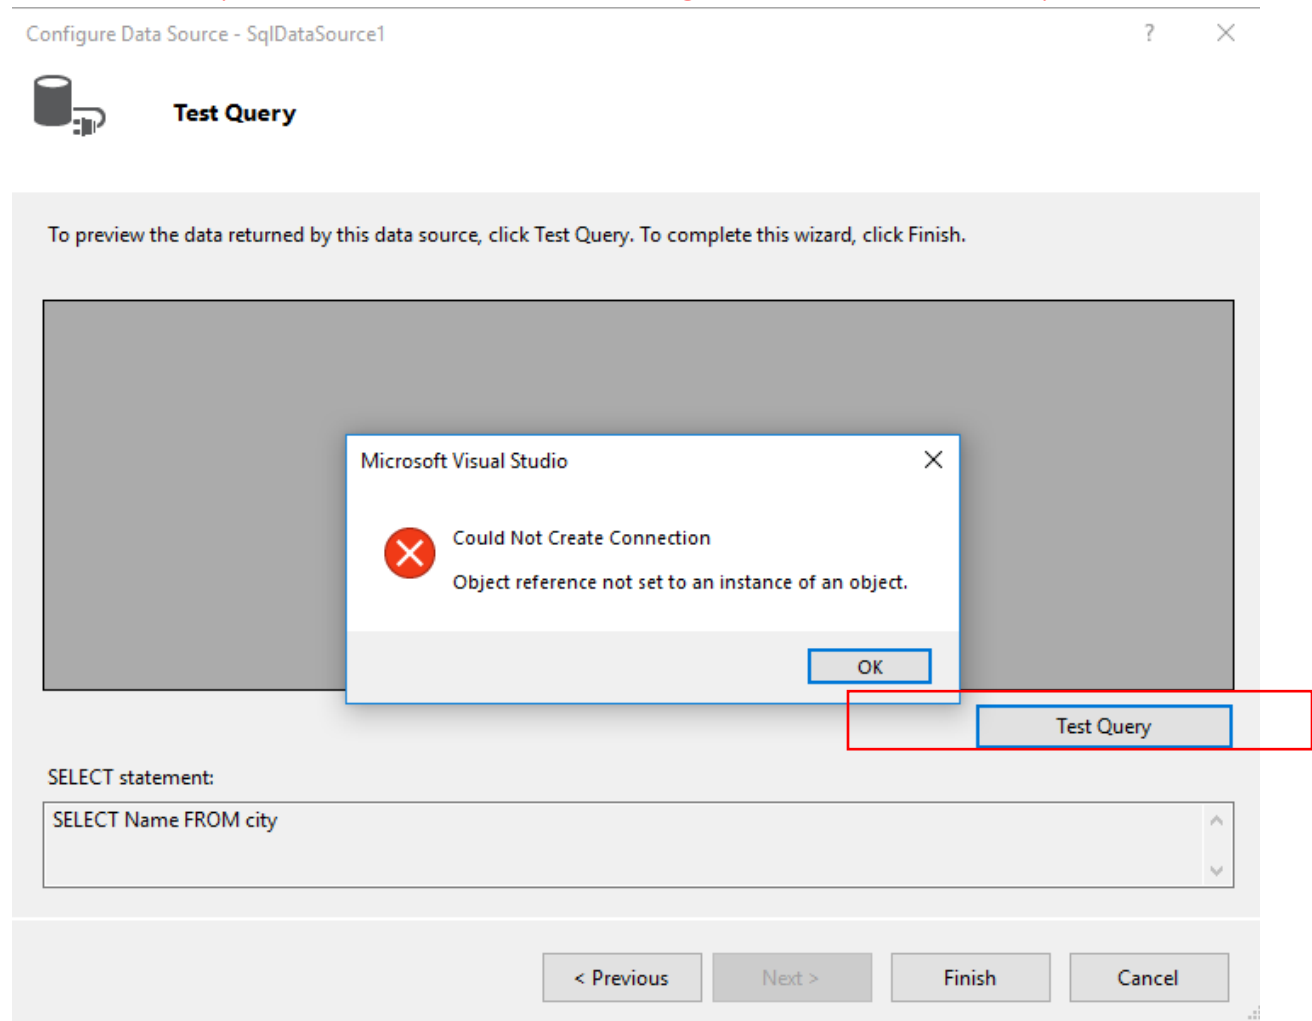 Configure Data Source - SqlDataSource1
?
Test Query
To preview the data returned by this data source, click Test Query. To complete this wizard, click Finish.
Microsoft Visual Studio
Could Not Create Connection
Object reference not set to an instance of an object.
OK
Test Query
SELECT statement:
SELECT Name FROM city
< Previous
Next >
Finish
Cancel